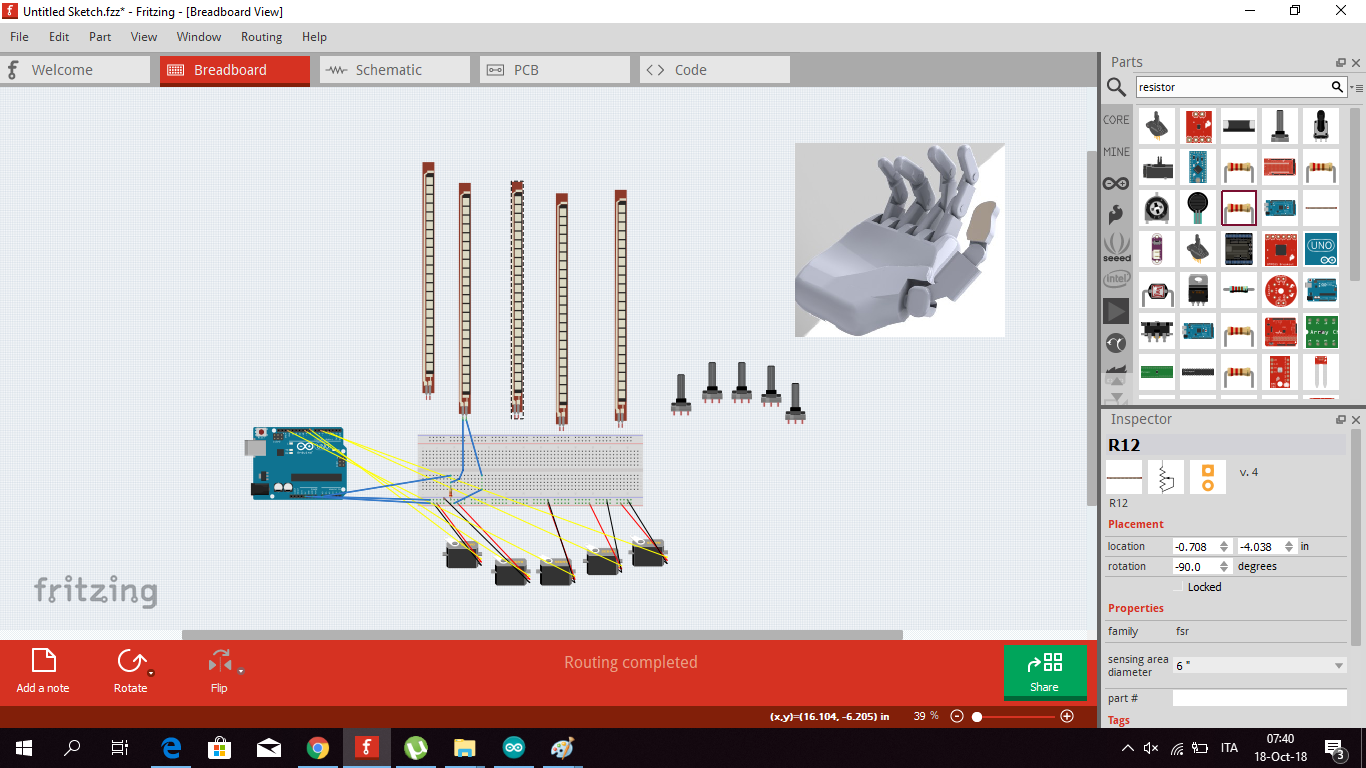 Untitled Sketch.fzz* - Fritzing - [Breadboard View]
File Edit Part View Window Routing Help
Welcome Breadboard Schematic PCB Code
Parts
resistor
CORE
MINE
seeed
intel
UNO
Array
Inspector
R12
v. 4
R12
Placement
location -0.708 -4.038 in
rotation -90.0 degrees
Locked
Properties
family fsr
sensing area
diameter 6 "
part #
Tags
fritzing
Add a note Rotate Flip
Routing completed
Share
(x,y)=(16.104, -6.205) in 39 %
ITA
07:40
18-Oct-18
3